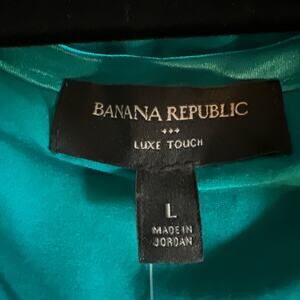 BANANA REPUBLIC
LUXE TOUCH
L
MADE IN
JORDAN